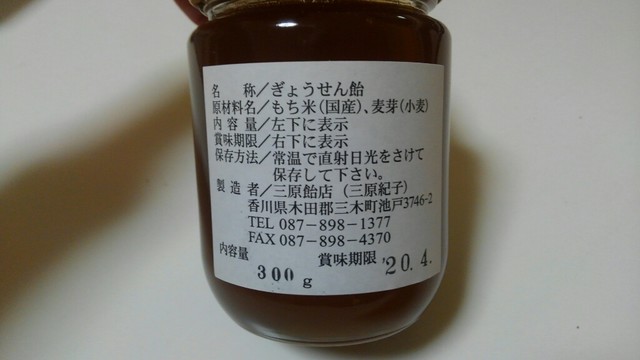 名　　称／ぎょうせん飴
原材料名／もち米（国産）、麦芽（小麦）
内 容 量／左下に表示
賞味期限／右下に表示
保存方法／常温で直射日光をさけて
保存して下さい。
製 造 者／三原飴店（三原紀子）
香川県木田郡三木町池戸3746-2
TEL 087－898－1377
FAX 087－898－4370
内容量 300 g 賞味期限 '20.4.